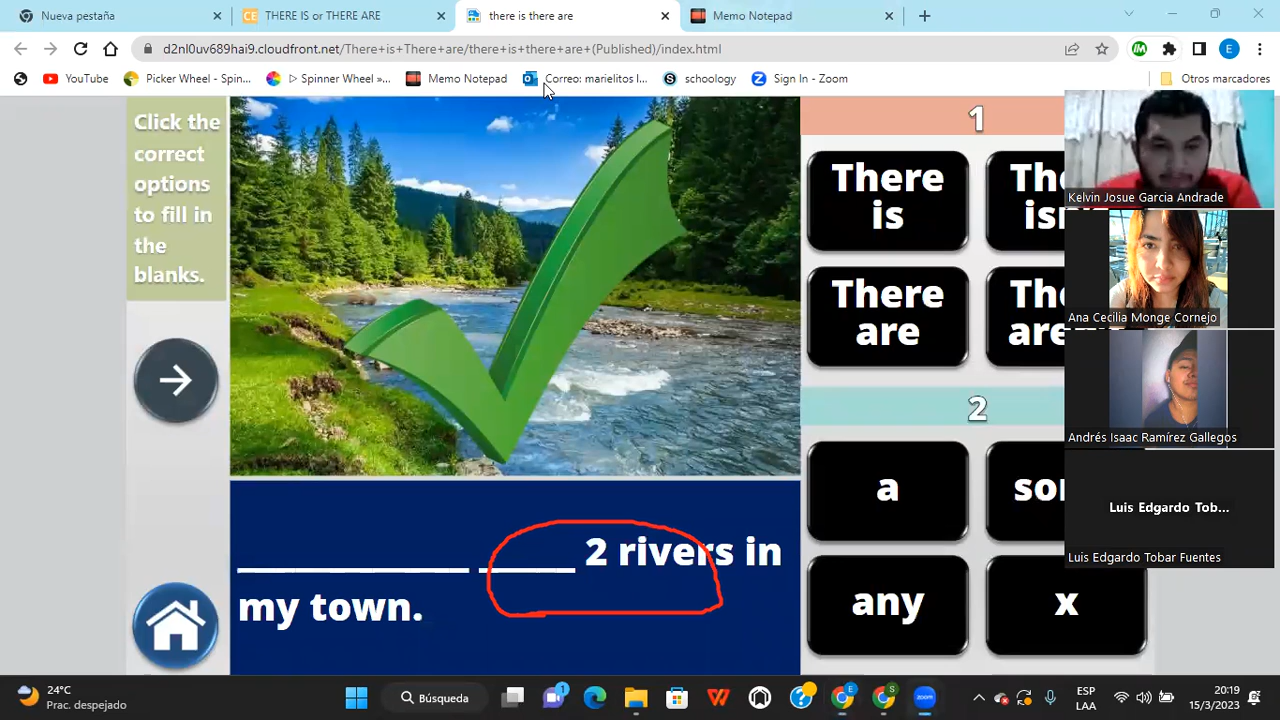 Nueva pestaña
THERE IS or THERE ARE
there is there are
Memo Notepad
d2nl0uv689hai9.cloudfront.net/There+is+There+are/there+is+there+are+(Published)/index.html
YouTube
Picker Wheel - Spin...
Spinner Wheel »...
Memo Notepad
Correo: marielitos l...
schoology
Sign In - Zoom
Otros marcadores
Click the
correct
options
to fill in
the
blanks.
1
There
is
There
are
2
a
any
x
__________ ____ 2 rivers in
my town.
Kelvin Josue Garcia Andrade
Ana Cecilia Monge Cornejo
Andrés Isaac Ramírez Gallegos
Luis Edgardo Tob...
Luis Edgardo Tobar Fuentes
24°C
Prac. despejado
Búsqueda
ESP
LAA
20:19
15/3/2023